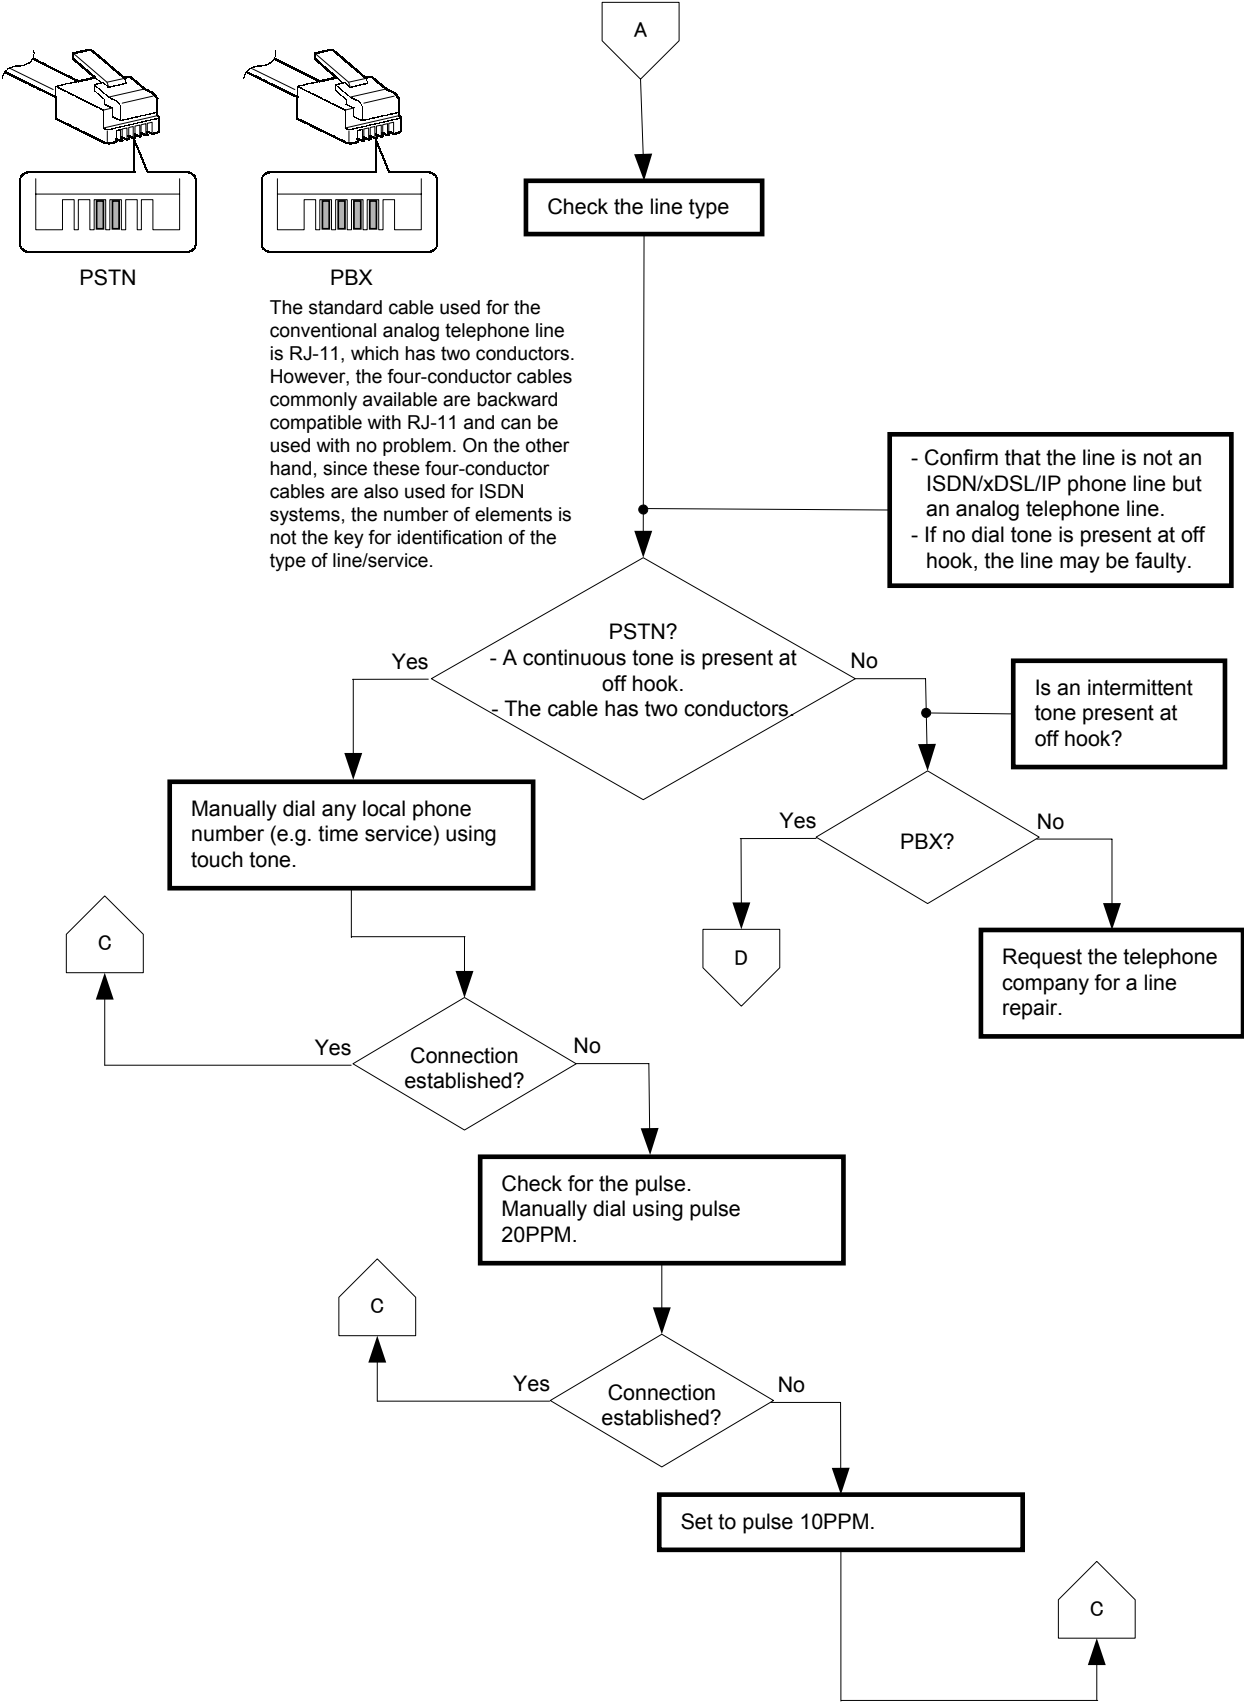 A
PSTN
PBX
Check the line type
The standard cable used for the
conventional analog telephone line
is RJ-11, which has two conductors.
However, the four-conductor cables
commonly available are backward
compatible with RJ-11 and can be
used with no problem. On the other
hand, since these four-conductor
cables are also used for ISDN
systems, the number of elements is
not the key for identification of the
type of line/service.
- Confirm that the line is not an
ISDN/xDSL/IP phone line but
an analog telephone line.
- If no dial tone is present at off
hook, the line may be faulty.
PSTN?
- A continuous tone is present at
off hook.
- The cable has two conductors.
Yes
No
Is an intermittent
tone present at
off hook?
Manually dial any local phone
number (e.g. time service) using
touch tone.
PBX?
Yes
No
C
D
Request the telephone
company for a line
repair.
Connection
established?
Yes
No
Check for the pulse.
Manually dial using pulse
20PPM.
C
Connection
established?
Yes
No
Set to pulse 10PPM.
C